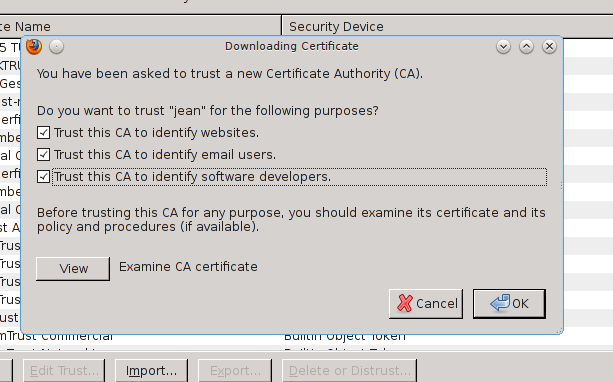 te Name Security Device
Downloading Certificate
You have been asked to trust a new Certificate Authority (CA).
Do you want to trust "jean" for the following purposes?
Trust this CA to identify websites.
Trust this CA to identify email users.
Trust this CA to identify software developers.
Before trusting this CA for any purpose, you should examine its certificate and its
policy and procedures (if available).
View Examine CA certificate
Cancel OK
mTrust Commercial Builtin Object Token
Edit Trust... Import... Export... Delete or Distrust...